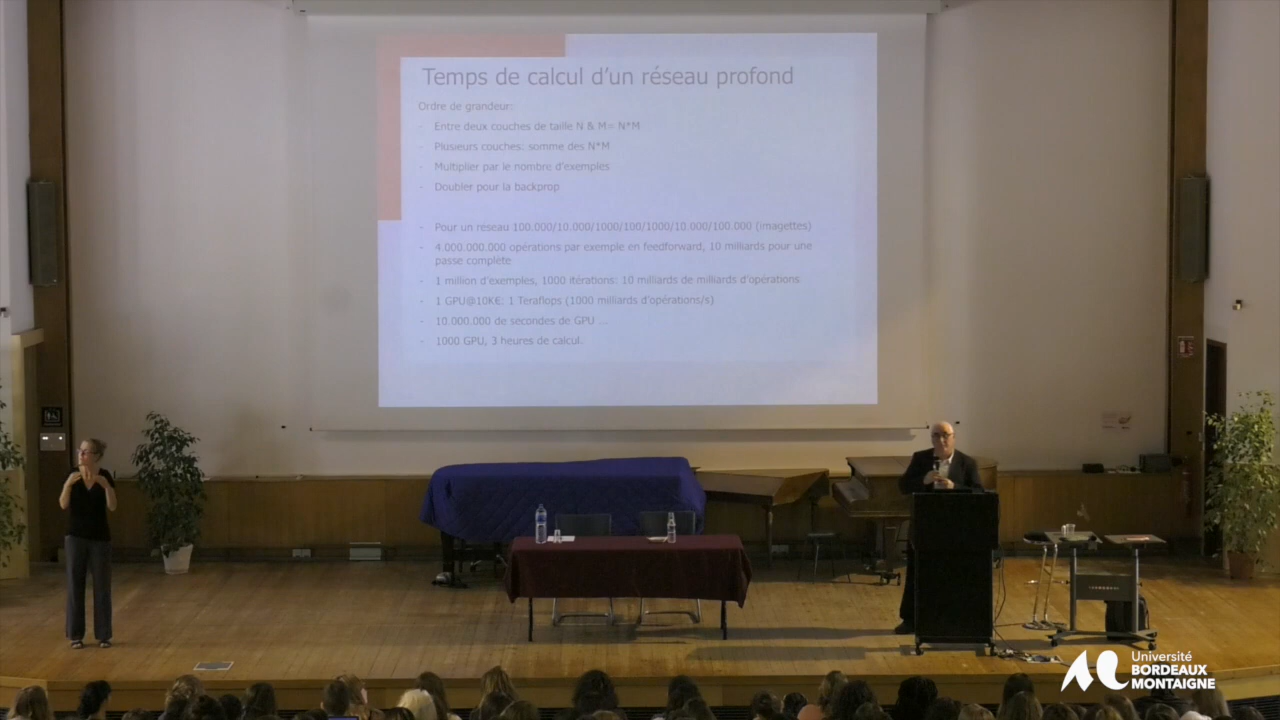 Temps de calcul d'un réseau profond
Ordre de grandeur:
- Entre deux couches de taille N & M= N*M
- Plusieurs couches: somme des N*M
- Multiplier par le nombre d'exemples
- Doubler pour la backprop
- Pour un reseau 100.000/10.000/1000/100/1000/10.000/100.000 (imagettes)
- 4.000.000.000 opérations par exemple en feedforward, 10 milliards pour une
passe complète
- 1 million d'exemples, 1000 itérations: 10 milliards de milliards d'opérations
- 1 GPU@10K€: 1 Teraflops (1000 milliards d'opérations/s)
- 10.000.000 de secondes de GPU ...
- 1000 GPU, 3 heures de calcul.
Université
BORDEAUX
MONTAIGNE